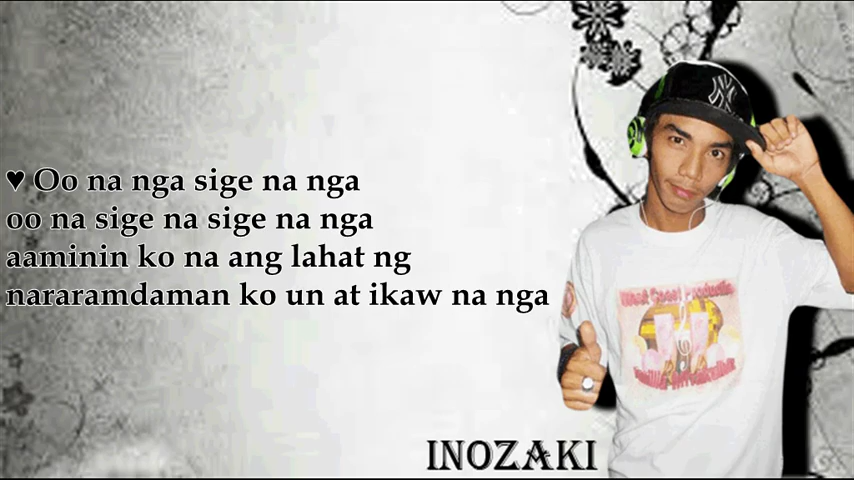 ♥ Oo na nga sige na nga
oo na sige na sige na nga
aaminin ko na ang lahat ng
nararamdaman ko un at ikaw na nga
NY
INOZAKI